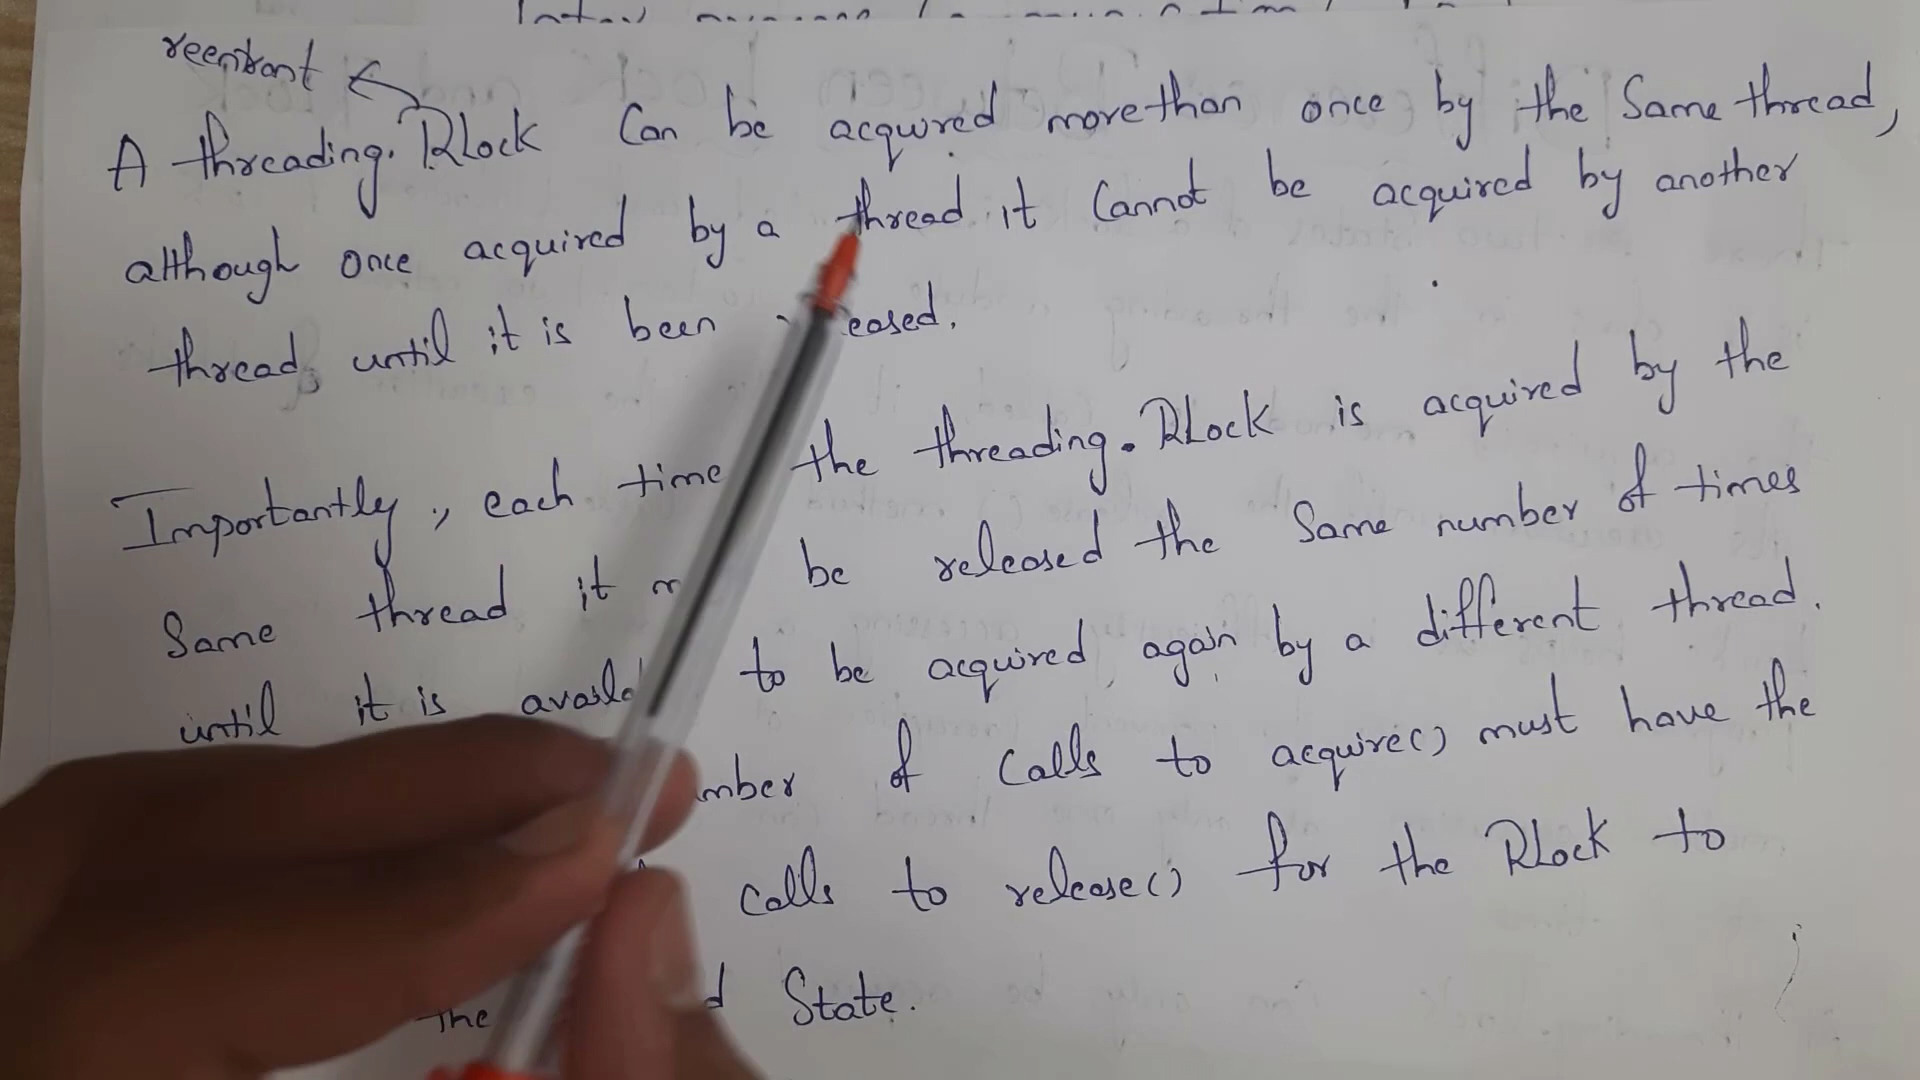 reentrant
A threading.RLock Can be acquired more than once by the Same thread,
although once acquired by a thread it Cannot be acquired by another
thread, until it is been eased.
Importantly, each time the threading.RLock is acquired by the
Same thread it be released the Same number of times
until it is to be acquired again by a different thread.
of Calls to acquire() must have the
calls to release() for the RLock to
The State.